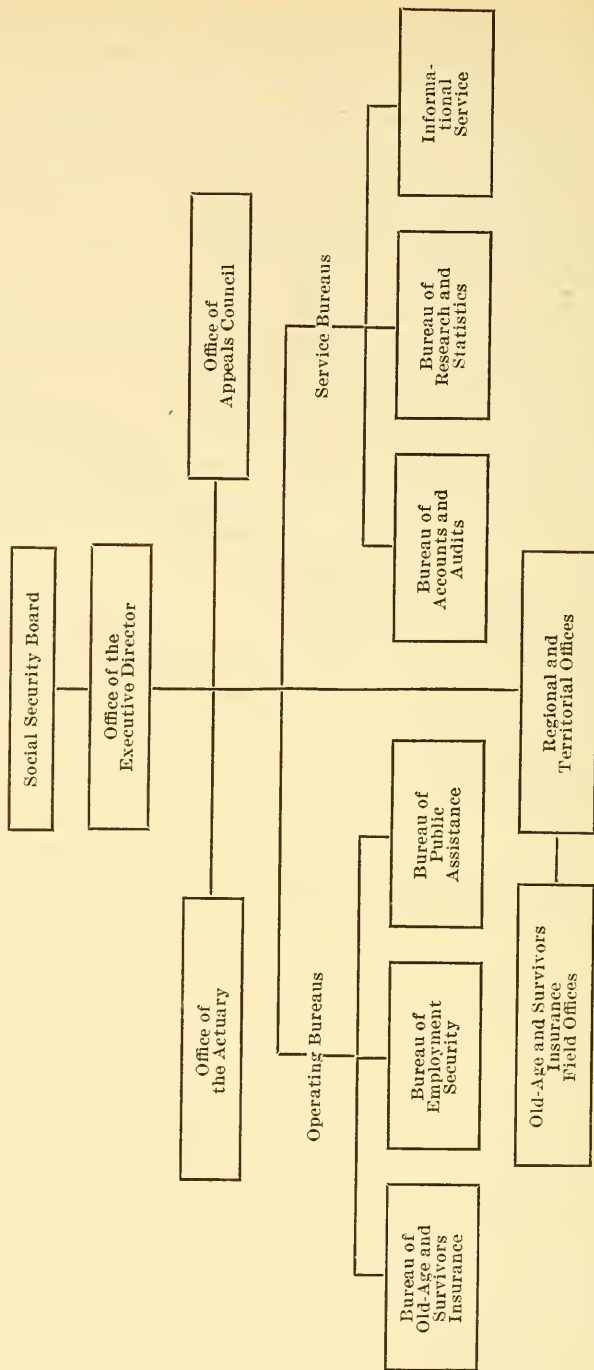 Social Security Board
Office of the
Executive Director
Office of
the Actuary
Office of
Appeals Council
Operating Bureaus
Service Bureaus
Bureau of
Old-Age and
Survivors
Insurance
Bureau of
Employment
Security
Bureau of
Public
Assistance
Bureau of
Accounts and
Audits
Bureau of
Research and
Statistics
Informa-
tional
Service
Old-Age and Survivors
Insurance
Field Offices
Regional and
Territorial Offices